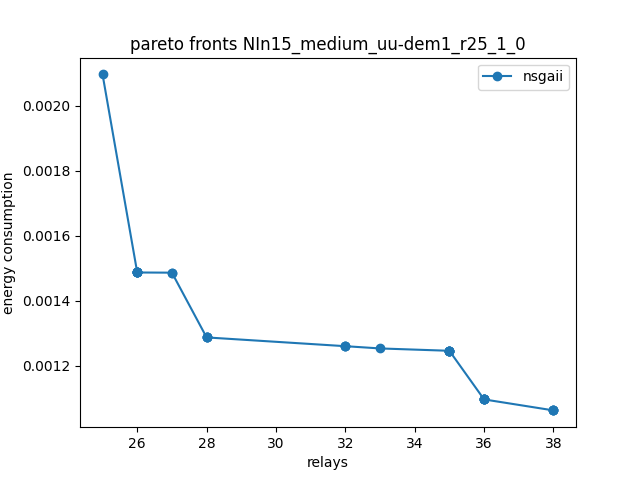 pareto fronts NIn15_medium_uu-dem1_r25_1_0
nsgaii
energy consumption
0.0020
0.0018
0.0016
0.0014
0.0012
26 28 30 32 34 36 38
relays